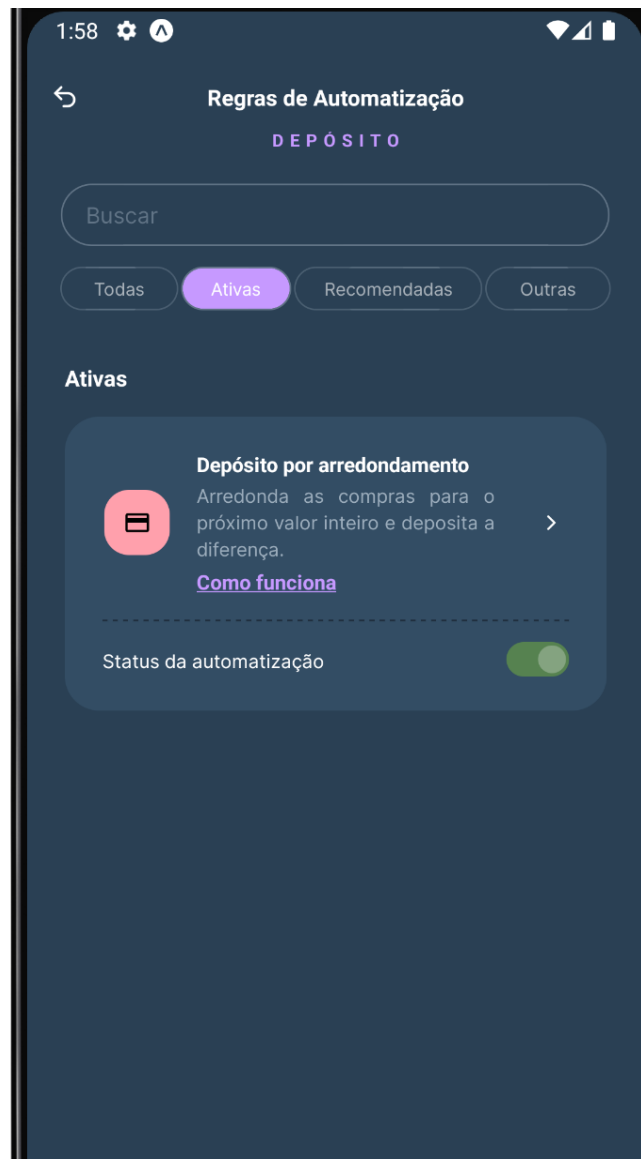 1:58
Regras de Automatização
DEPÓSITO
Buscar
Todas Ativas Recomendadas Outras
Ativas
Depósito por arredondamento
Arredonda as compras para o
próximo valor inteiro e deposita a
diferença.
Como funciona
Status da automatização